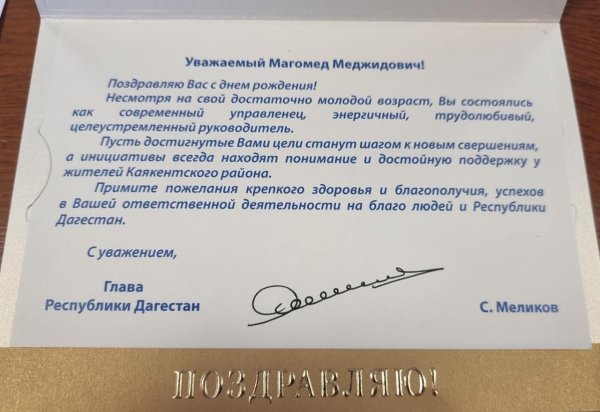 Уважаемый Магомед Меджидович!
Поздравляю Вас с днем рождения!
Несмотря на свой достаточно молодой возраст, Вы состоялись
как современный управленец, энергичный, трудолюбивый,
целеустремленный руководитель.
Пусть достигнутые Вами цели станут шагом к новым свершениям,
а инициативы всегда находят понимание и достойную поддержку у
жителей Каякентского района.
Примите пожелания крепкого здоровья и благополучия, успехов
в Вашей ответственной деятельности на благо людей и Республики
Дагестан.
С уважением,
Глава
Республики Дагестан
С. Меликов
ПОЗДРАВЛЯЮ!